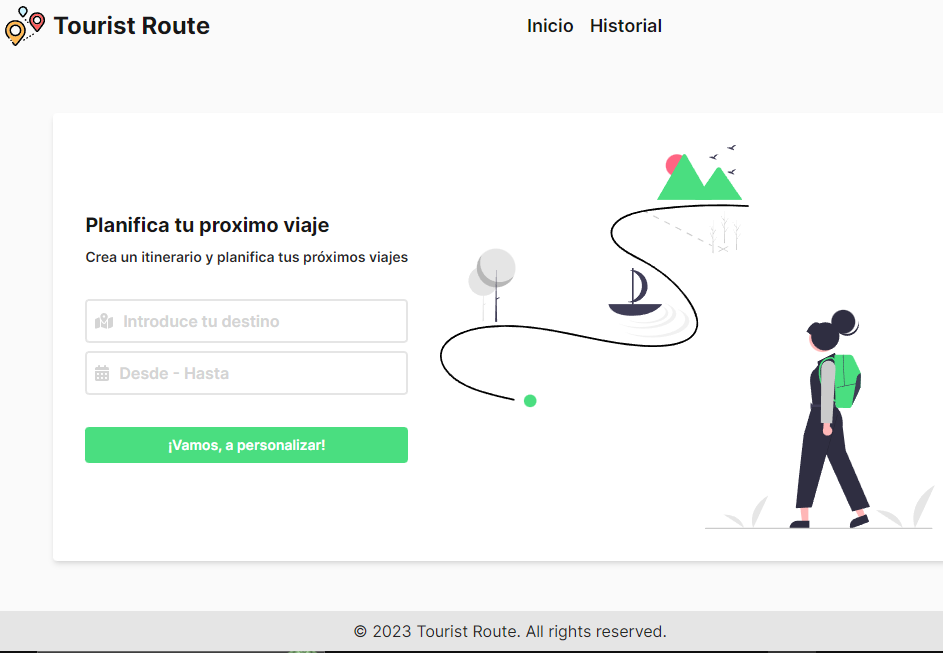 Tourist Route
Inicio Historial
Planifica tu proximo viaje
Crea un itinerario y planifica tus próximos viajes
Introduce tu destino
Desde - Hasta
¡Vamos, a personalizar!
© 2023 Tourist Route. All rights reserved.